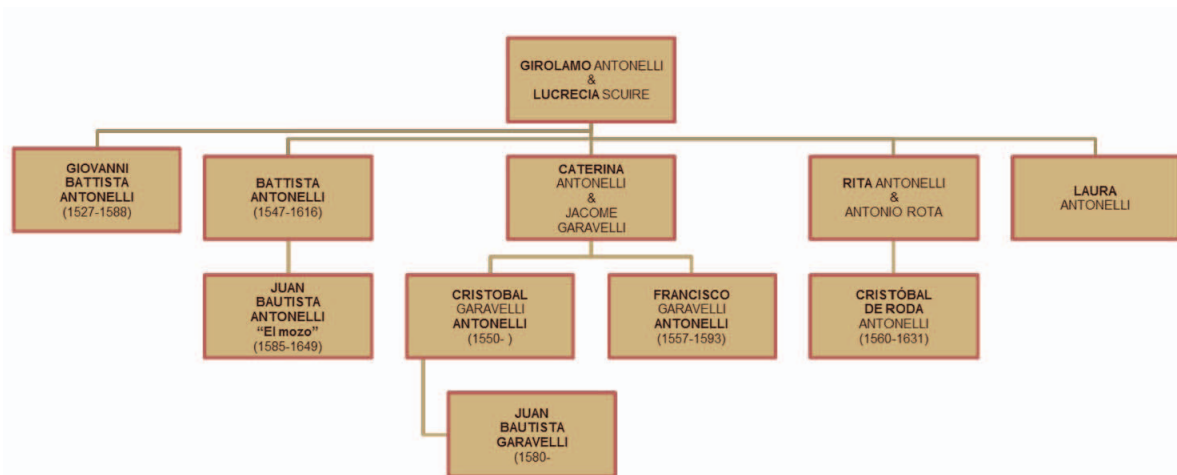 GIROLAMO ANTONELLI
&
LUCRECIA SCUIRE
GIOVANNI
BATTISTA
ANTONELLI
(1527-1588)
BATTISTA
ANTONELLI
(1547-1616)
CATERINA
ANTONELLI
&
JACOME
GARAVELLI
RITA ANTONELLI
&
ANTONIO ROTA
LAURA
ANTONELLI
JUAN
BAUTISTA
ANTONELLI
“El mozo”
(1585-1649)
CRISTOBAL
GARAVELLI
ANTONELLI
(1550- )
FRANCISCO
GARAVELLI
ANTONELLI
(1557-1593)
CRISTÓBAL
DE RODA
ANTONELLI
(1560-1631)
JUAN
BAUTISTA
GARAVELLI
(1580-